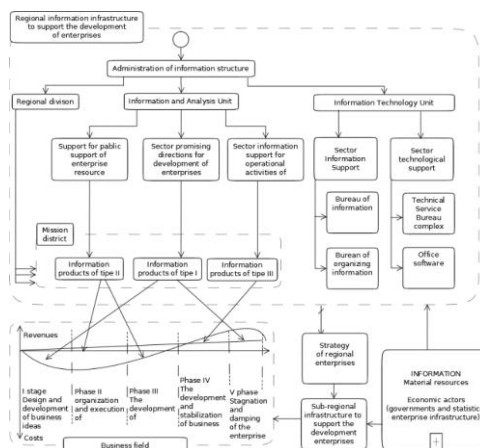 Regional information infrastructure
to support the development
of enterprises
Administration of information structure
Regional divison
Information and Analysis Unit
Information Technology Unit
Support for public
support of
enterprise
resource
Sector promising
directions for
development of
enterprises
Sector information
support for
operational
activities of
Sector
Information
Support
Sector
technological
support
Bureau of
information
Technical
Service
Bureau
complex
Mission
district
Information
products of tipe II
Information
products of tipe I
Information
products of tipe III
Burean of
organizing
information
Office
software
Revenues
I stage
Design and
development
of business
ideas
Phase II
organization
and execution
of
Phase III
The
development
of
Phase IV
The
development
and
stabilization
of business
V phase
Stagnation
and
damping of
the
enterprise
Costs
Business field
Strategy
of regional
enterprises
Sub-regional
infrastructure to
support the
development
enterprises
INFORMATION
Material resources
Economic actors
(governments and statistic
enterprise infrastructure)